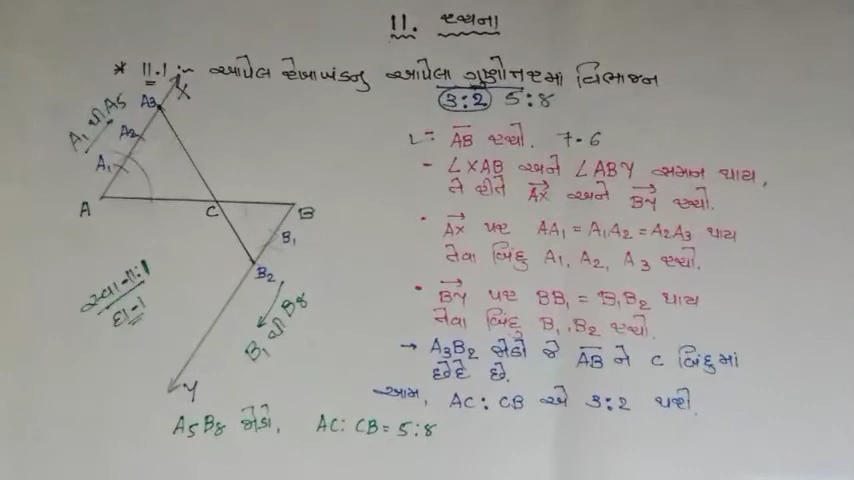 11. રચના
* 11.1 :- આપેલ રેખાખંડનુ આપેલા ગુણોત્તરમાં વિભાજન
3:2 5:8
AB રચો. 7.6
- ∠XAB અને ∠ABY સમાન થાય,
તે રીતે AX અને BY રચો.
• AX પર AA₁ = A₁A₂ = A₂A₃ થાય
તેવા બિંદુ A₁, A₂, A₃ રચો.
• BY પર BB₁ = B₁B₂ થાય
તેવા બિંદુ B₁, B₂ રચો.
→ A₃B₂ જોડો જે AB ને C બિંદુમાં
છેદે છે.
આમ, AC:CB એ 3:2 થશે.
A₅B₈ જોડો, AC:CB = 5:8
A₁ થી A₅
X
A₃
A₂
A₁
A
C
B
B₁
B₂
B₁ થી B₈
Y
સ્વા-11.1
દા-1